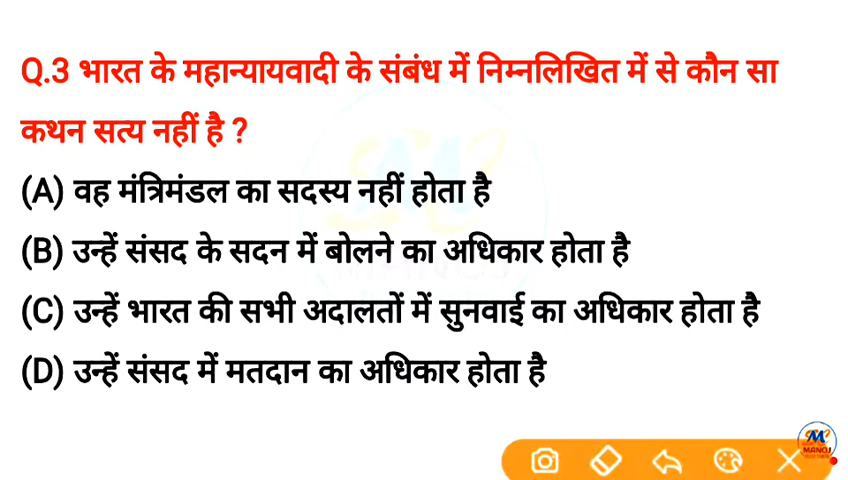 Q.3 भारत के महान्यायवादी के संबंध में निम्नलिखित में से कौन सा
कथन सत्य नहीं है ?
(A) वह मंत्रिमंडल का सदस्य नहीं होता है
(B) उन्हें संसद के सदन में बोलने का अधिकार होता है
(C) उन्हें भारत की सभी अदालतों में सुनवाई का अधिकार होता है
(D) उन्हें संसद में मतदान का अधिकार होता है
MANOJ